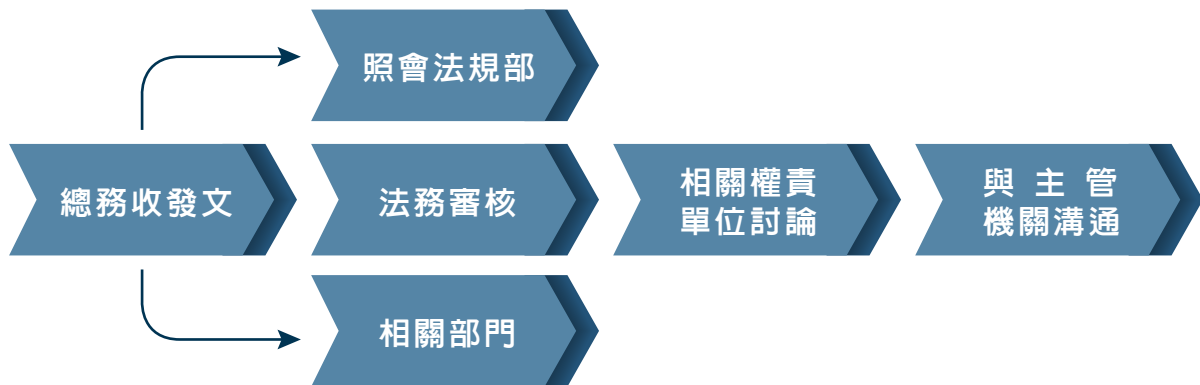 照會法規部
總務收發文
法務審核
相關權責
單位討論
與主管
機關溝通
相關部門